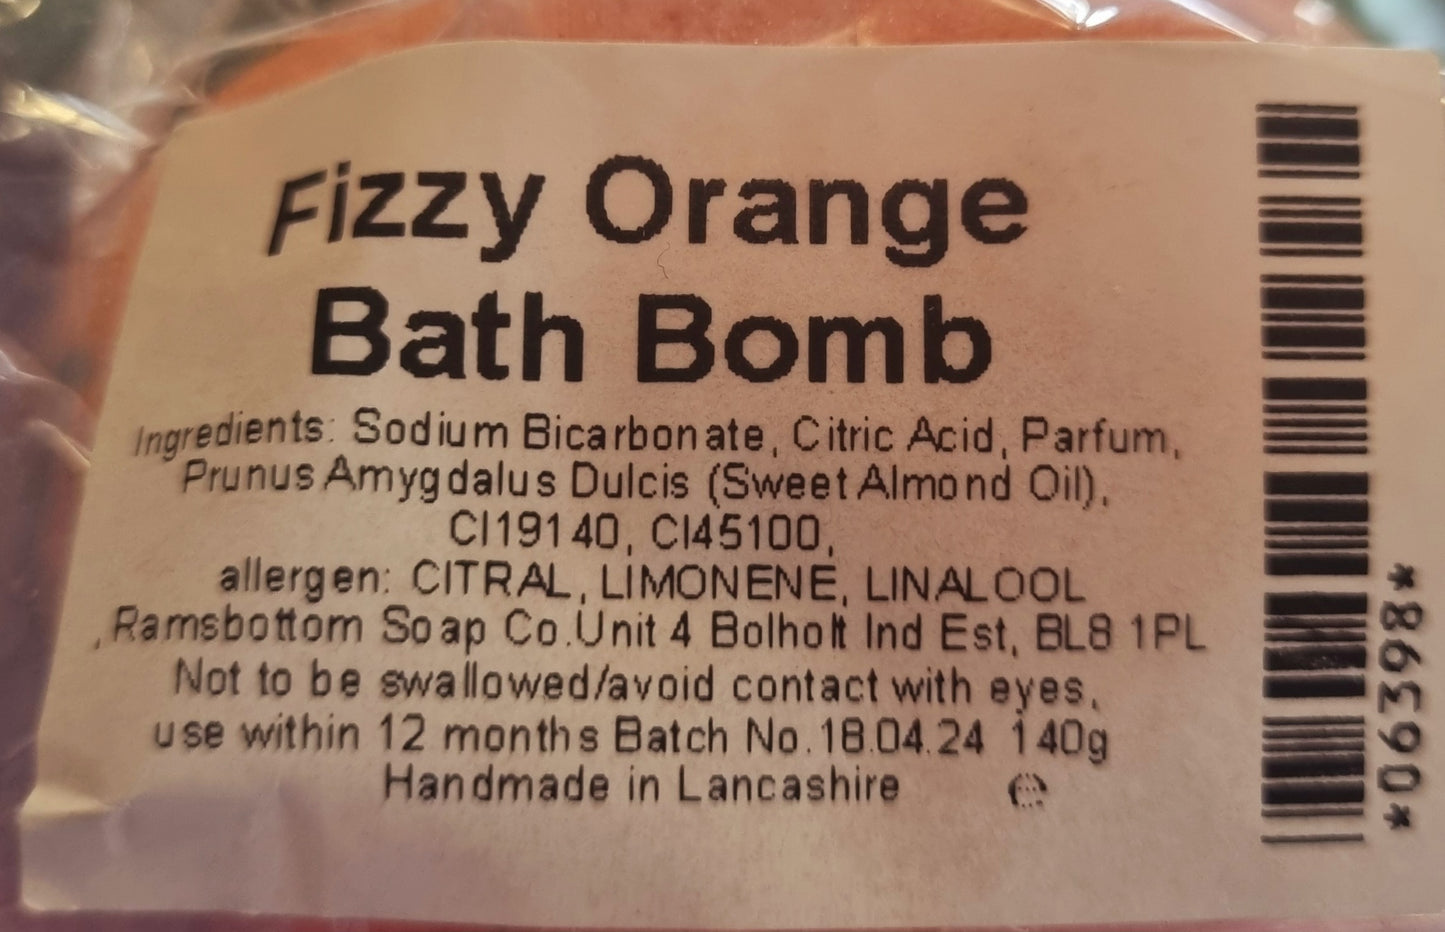 Fizzy Orange
Bath Bomb
Ingredients: Sodium Bicarbonate, Citric Acid, Parfum,
Prunus Amygdalus Dulcis (Sweet Almond Oil),
CI19140, CI45100,
allergen: CITRAL, LIMONENE, LINALOOL
,Ramsbottom Soap Co.Unit 4 Bolholt Ind Est, BL8 1PL
Not to be swallowed/avoid contact with eyes,
use within 12 months Batch No.18.04.24 140g
Handmade in Lancashire e
*06398*